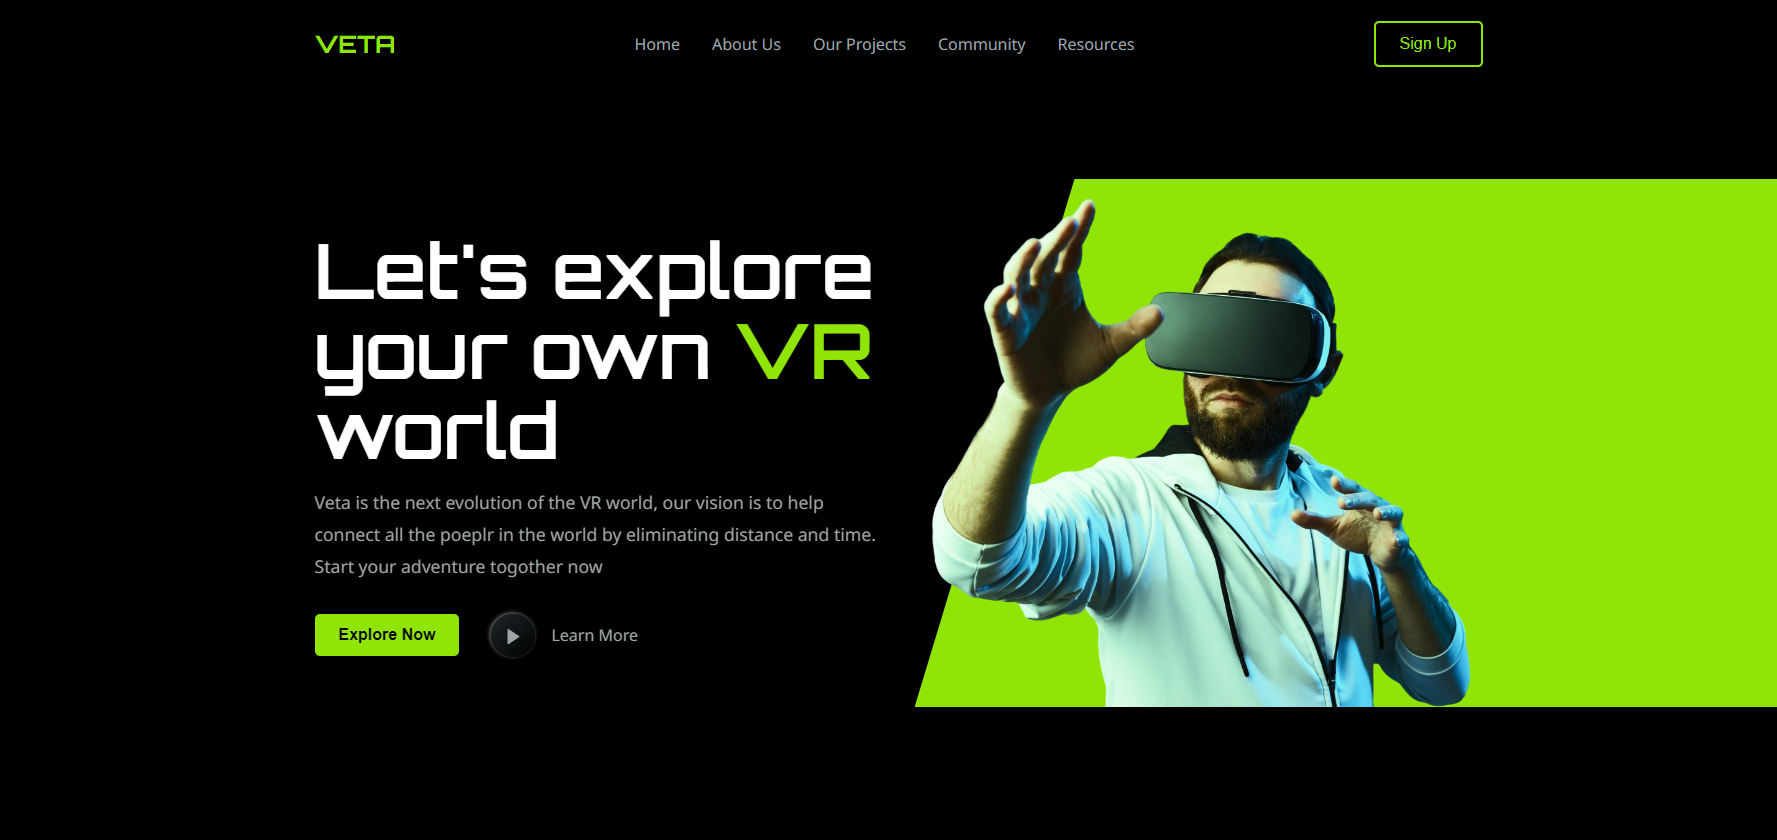 VETA
Home
About Us
Our Projects
Community
Resources
Sign Up
Let's explore
your own VR
world
Veta is the next evolution of the VR world, our vision is to help
connect all the poeplr in the world by eliminating distance and time.
Start your adventure togother now
Explore Now
Learn More